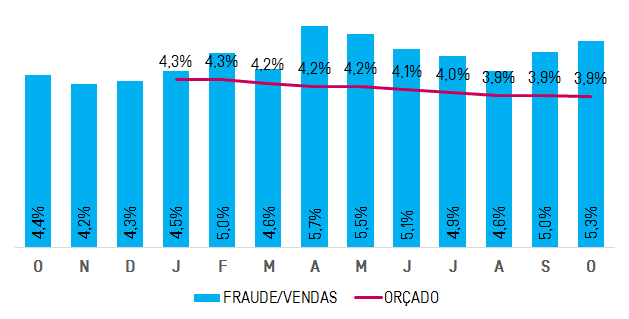 4,3% 4,3% 4,2% 4,2% 4,2% 4,1% 4,0% 3,9% 3,9% 3,9%
4,4% 4,2% 4,3% 4,5% 5,0% 4,6% 5,7% 5,5% 5,1% 4,9% 4,6% 5,0% 5,3%
O N D J F M A M J J A S O
FRAUDE/VENDAS ORÇADO